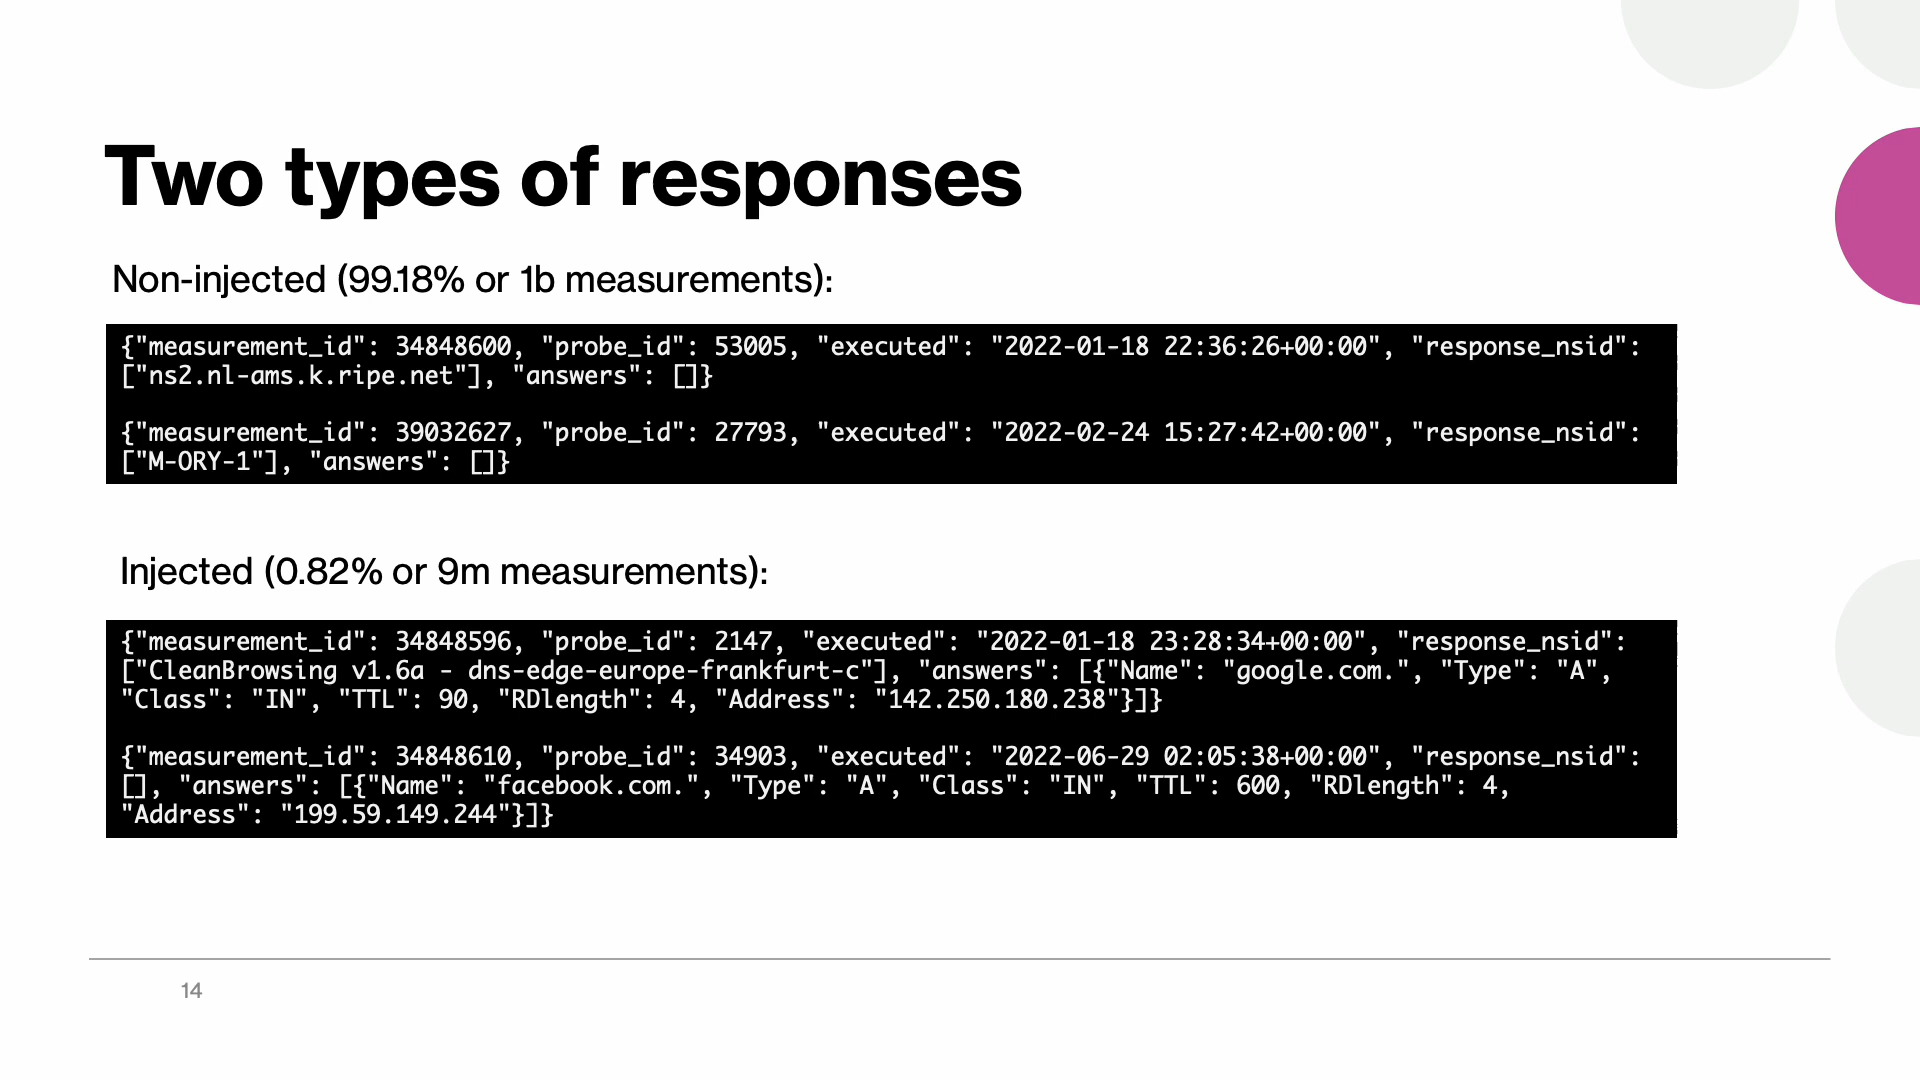 Two types of responses
Non-injected (99.18% or 1b measurements):
{"measurement_id": 34848600, "probe_id": 53005, "executed": "2022-01-18 22:36:26+00:00", "response_nsid":
["ns2.nl-ams.k.ripe.net"], "answers": []}
{"measurement_id": 39032627, "probe_id": 27793, "executed": "2022-02-24 15:27:42+00:00", "response_nsid":
["M-ORY-1"], "answers": []}
Injected (0.82% or 9m measurements):
{"measurement_id": 34848596, "probe_id": 2147, "executed": "2022-01-18 23:28:34+00:00", "response_nsid":
["CleanBrowsing v1.6a - dns-edge-europe-frankfurt-c"], "answers": [{"Name": "google.com.", "Type": "A",
"Class": "IN", "TTL": 90, "RDlength": 4, "Address": "142.250.180.238"}]}
{"measurement_id": 34848610, "probe_id": 34903, "executed": "2022-06-29 02:05:38+00:00", "response_nsid":
[], "answers": [{"Name": "facebook.com.", "Type": "A", "Class": "IN", "TTL": 600, "RDlength": 4,
"Address": "199.59.149.244"}]}
14